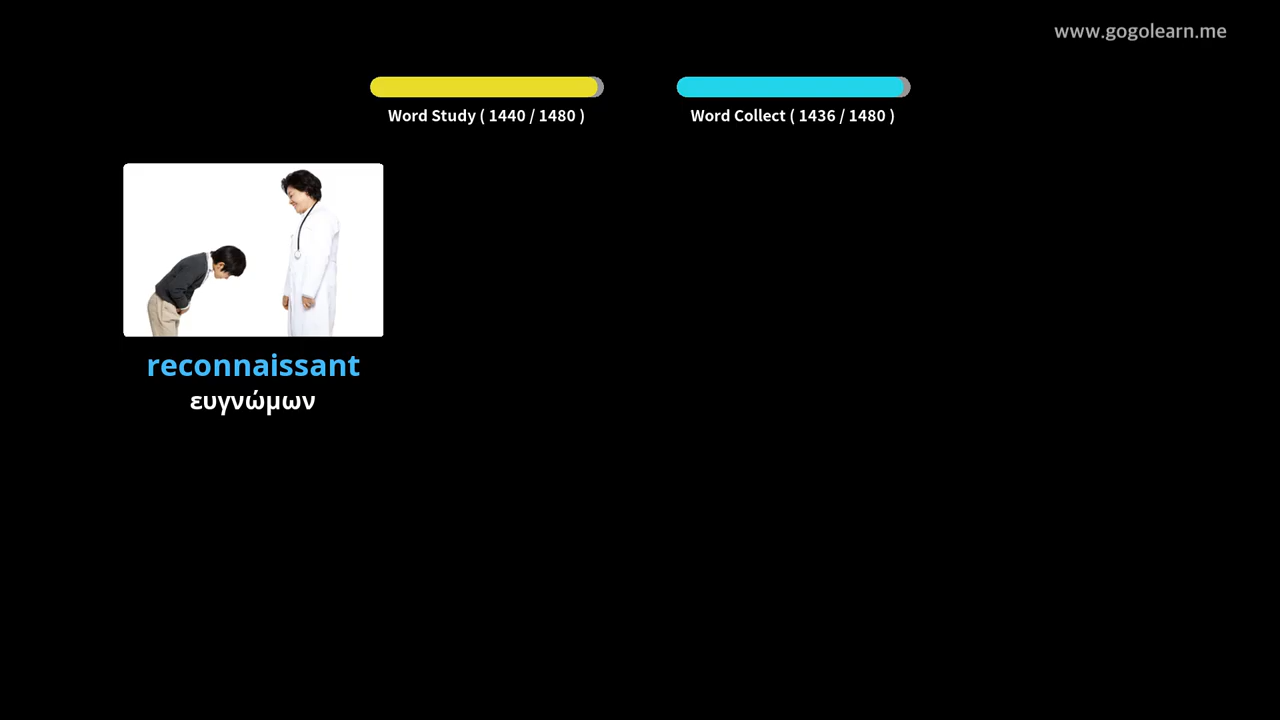 www.gogolearn.me
Word Study ( 1440 / 1480 )
Word Collect ( 1436 / 1480 )
reconnaissant
ευγνώμων